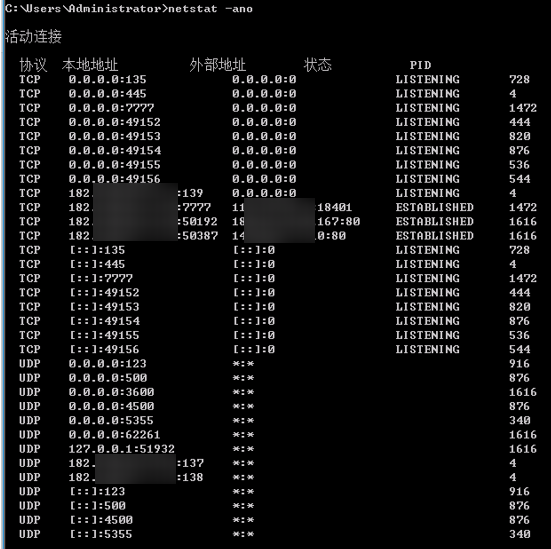 C:\Users\Administrator>netstat -ano
活动连接
协议 本地地址 外部地址 状态 PID
TCP 0.0.0.0:135 0.0.0.0:0 LISTENING 728
TCP 0.0.0.0:445 0.0.0.0:0 LISTENING 4
TCP 0.0.0.0:7777 0.0.0.0:0 LISTENING 1472
TCP 0.0.0.0:49152 0.0.0.0:0 LISTENING 444
TCP 0.0.0.0:49153 0.0.0.0:0 LISTENING 820
TCP 0.0.0.0:49154 0.0.0.0:0 LISTENING 876
TCP 0.0.0.0:49155 0.0.0.0:0 LISTENING 536
TCP 0.0.0.0:49156 0.0.0.0:0 LISTENING 544
TCP 182. :139 0.0.0.0:0 LISTENING 4
TCP 182. :7777 11 18401 ESTABLISHED 1472
TCP 182. :50192 18 167:80 ESTABLISHED 1616
TCP 182. :50387 14 0:80 ESTABLISHED 1616
TCP [::]:135 [::]:0 LISTENING 728
TCP [::]:445 [::]:0 LISTENING 4
TCP [::]:7777 [::]:0 LISTENING 1472
TCP [::]:49152 [::]:0 LISTENING 444
TCP [::]:49153 [::]:0 LISTENING 820
TCP [::]:49154 [::]:0 LISTENING 876
TCP [::]:49155 [::]:0 LISTENING 536
TCP [::]:49156 [::]:0 LISTENING 544
UDP 0.0.0.0:123 *:* 916
UDP 0.0.0.0:500 *:* 876
UDP 0.0.0.0:3600 *:* 1616
UDP 0.0.0.0:4500 *:* 876
UDP 0.0.0.0:5355 *:* 340
UDP 0.0.0.0:62261 *:* 1616
UDP 127.0.0.1:51932 *:* 1616
UDP 182. :137 *:* 4
UDP 182. :138 *:* 4
UDP [::]:123 *:* 916
UDP [::]:500 *:* 876
UDP [::]:4500 *:* 876
UDP [::]:5355 *:* 340